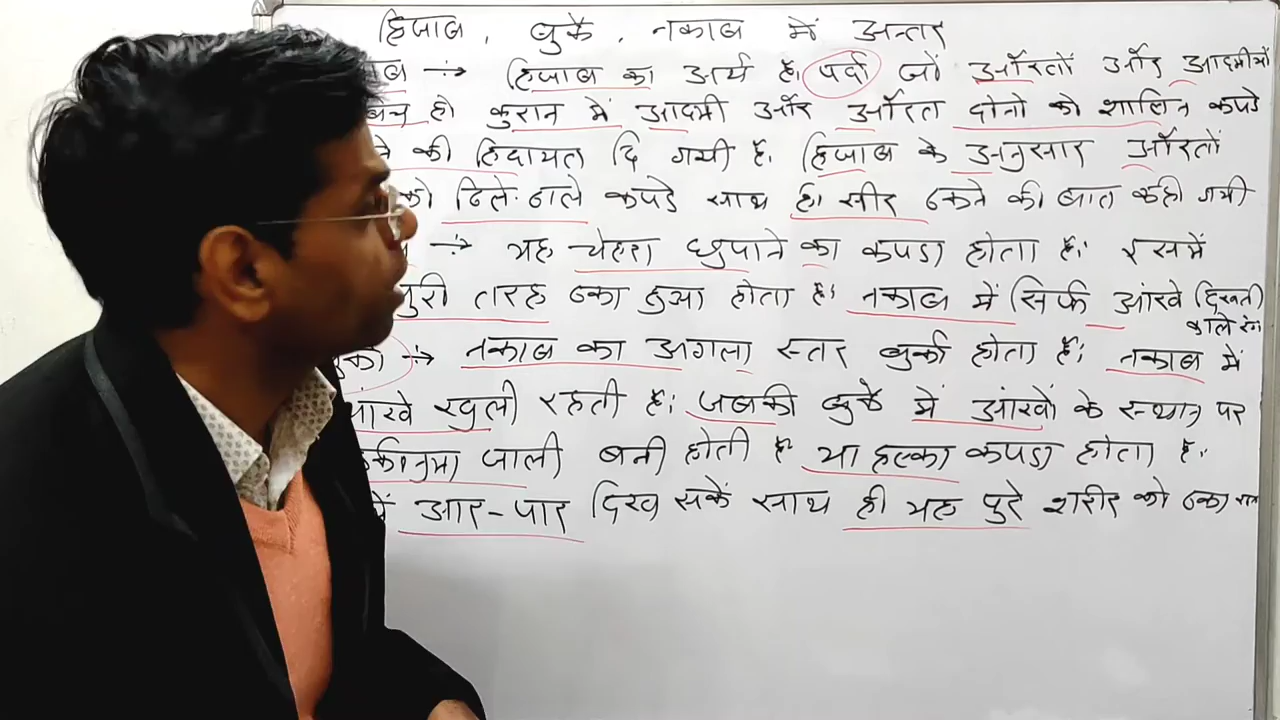 हिजाब, बुर्के, नकाब में अन्तर
हिजाब का अर्थ है। पर्दा जो औरतों और आदमीयों
बिच हो कुरान में आदमी और औरत दोनो को शालिन कपडे
की हिदायत दि गयी है. हिजाब के अनुसार औरतों
को ढिले-ढाले कपडे साथ ही सीर ढकने की बात कही गयी
यह चेहरा छुपाने का कपडा होता है। इसमें
पुरी तरह ढका हुआ होता है। नकाब में सिर्फ आंखे दिखती
काले रंग
बुर्का → नकाब का अगला स्तर बुर्का होता है। नकाब में
आंखे खुली रहती है। जबकी बुर्के में आंखों के स्थान पर
जाली बनी होती है या हल्का कपडा होता है.
में आर-पार दिख सकें साथ ही यह पुरे शरीर को ढका